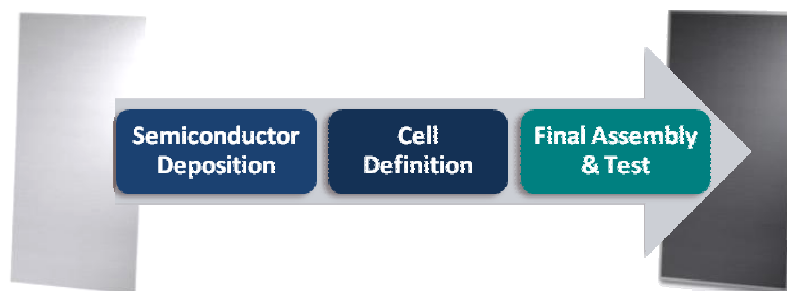 Semiconductor
Deposition
Cell
Definition
Final Assembly
& Test